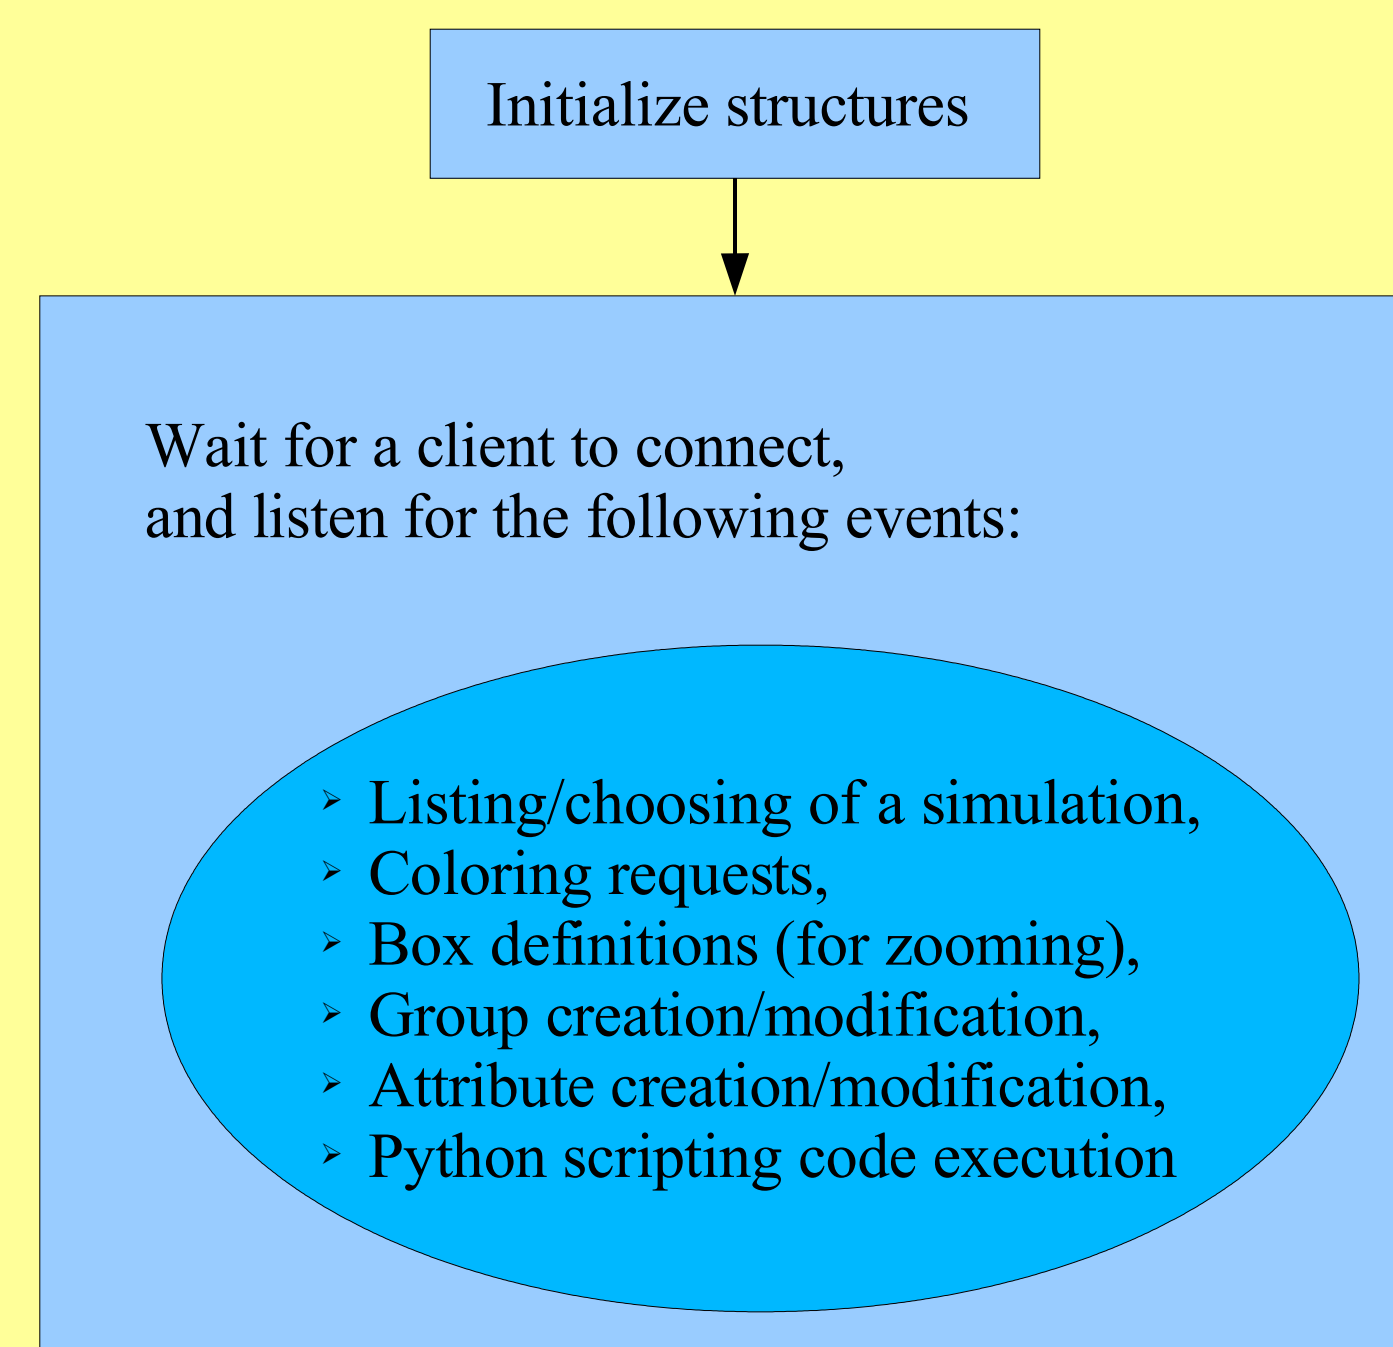 Initialize structures
Wait for a client to connect,
and listen for the following events:
➢ Listing/choosing of a simulation,
➢ Coloring requests,
➢ Box definitions (for zooming),
➢ Group creation/modification,
➢ Attribute creation/modification,
➢ Python scripting code execution